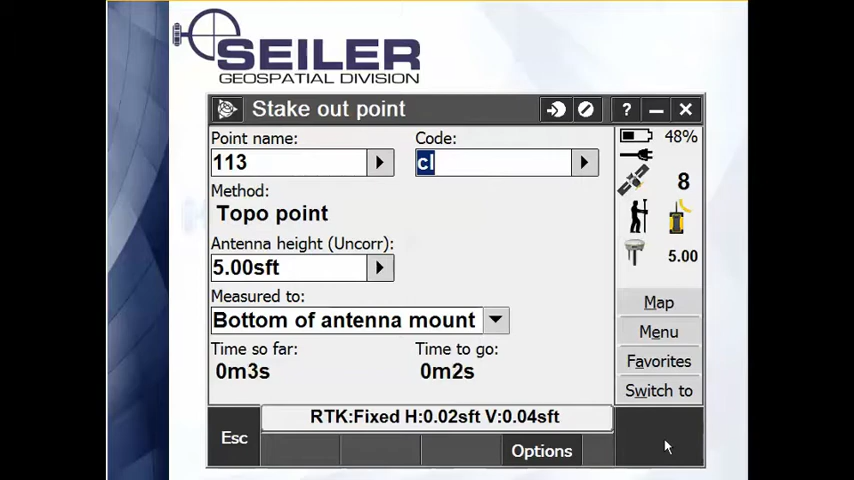 SEILER
GEOSPATIAL DIVISION
Stake out point
?
Point name:
Code:
48%
113
cl
Method:
8
Topo point
Antenna height (Uncorr):
5.00sft
5.00
Measured to:
Map
Bottom of antenna mount
Menu
Time so far:
Time to go:
Favorites
0m3s
0m2s
Switch to
RTK:Fixed H:0.02sft V:0.04sft
Esc
Options